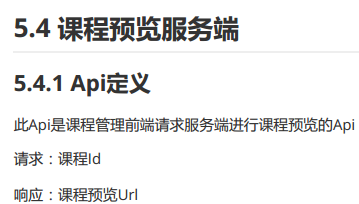 5.4 课程预览服务端
5.4.1 Api定义
此Api是课程管理前端请求服务端进行课程预览的Api
请求：课程Id
响应：课程预览Url